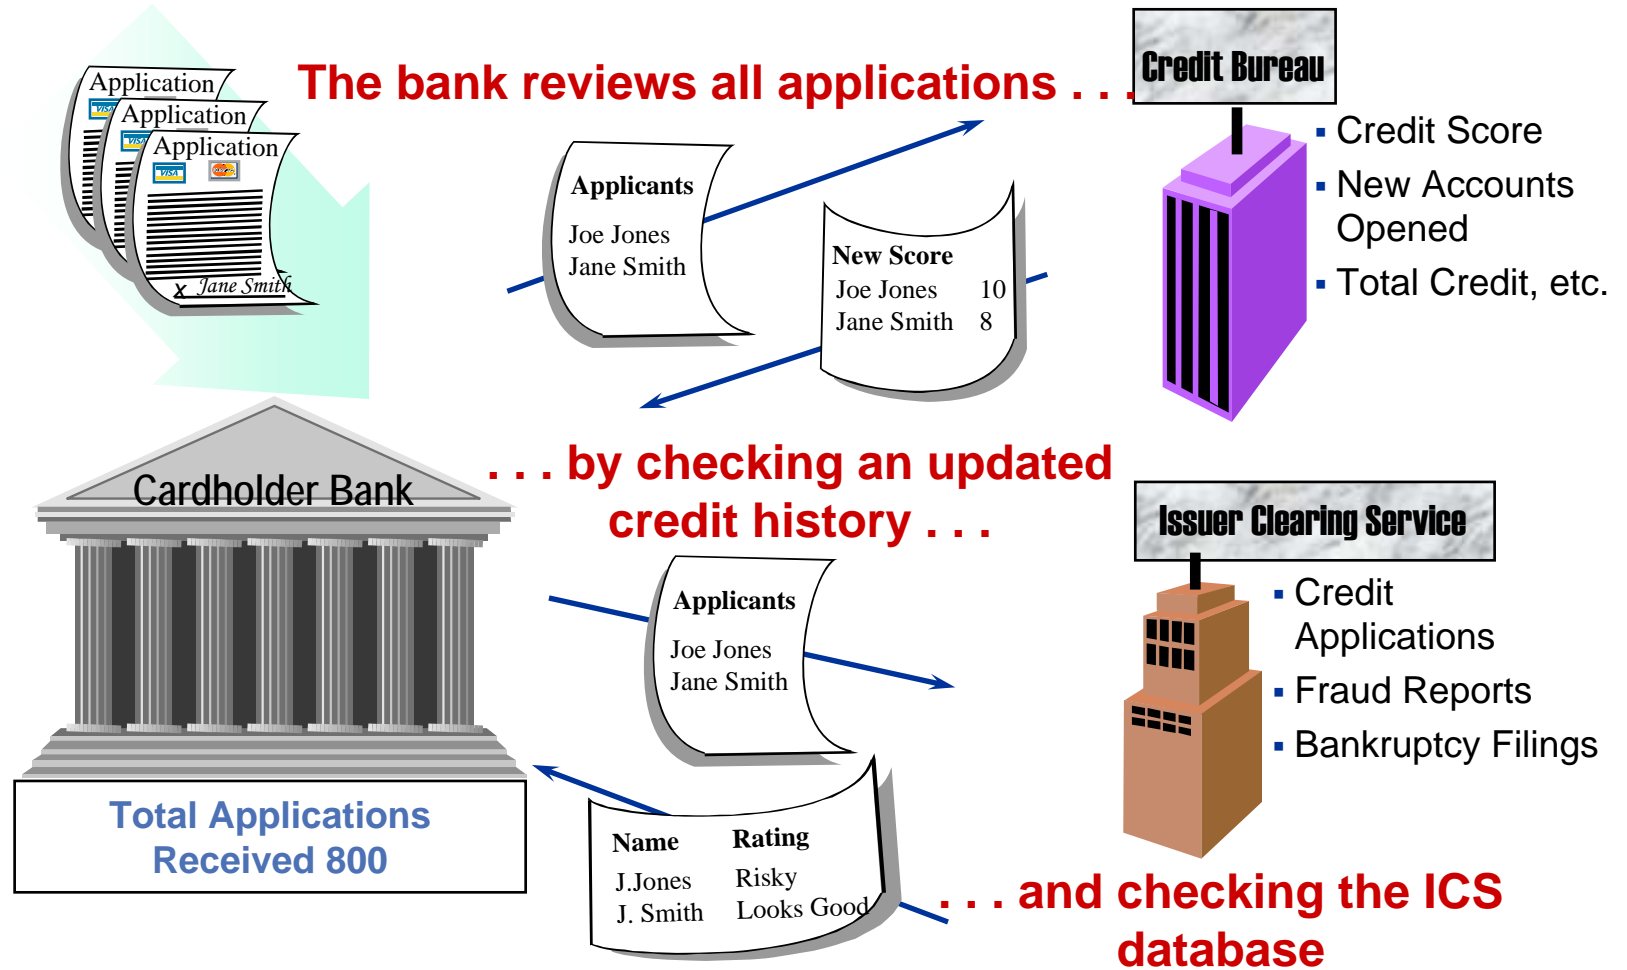 The bank reviews all applications . . .
Credit Bureau
Application
VISA
Application
VISA
Application
VISA
MasterCard
x Jane Smith
Applicants
Joe Jones
Jane Smith
New Score
Joe Jones 10
Jane Smith 8
▪ Credit Score
▪ New Accounts
Opened
▪ Total Credit, etc.
. . . by checking an updated
credit history . . .
Cardholder Bank
Total Applications
Received 800
Issuer Clearing Service
▪ Credit
Applications
▪ Fraud Reports
▪ Bankruptcy Filings
Applicants
Joe Jones
Jane Smith
Name Rating
J.Jones Risky
J. Smith Looks Good
. . . and checking the ICS
database